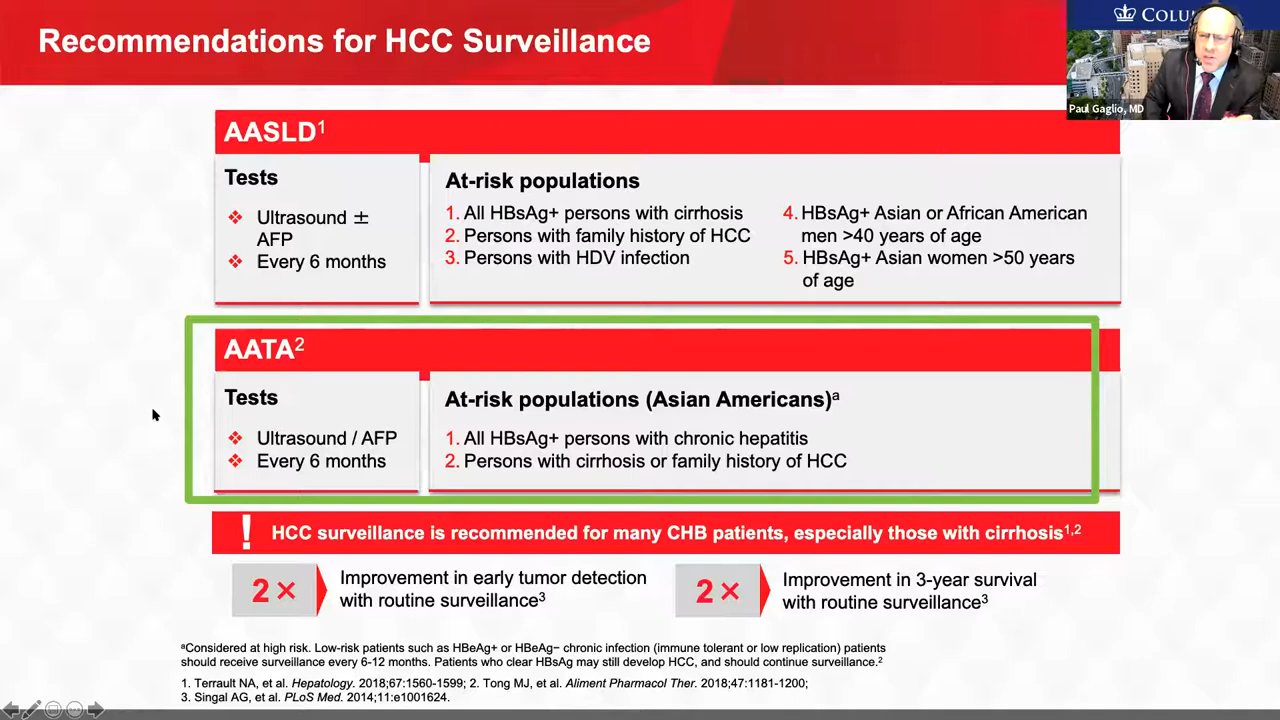 Recommendations for HCC Surveillance
Paul Gaglio, MD
AASLD¹
Tests
❖ Ultrasound ±
AFP
❖ Every 6 months
At-risk populations
1. All HBsAg+ persons with cirrhosis
2. Persons with family history of HCC
3. Persons with HDV infection
4. HBsAg+ Asian or African American
men >40 years of age
5. HBsAg+ Asian women >50 years
of age
AATA²
Tests
❖ Ultrasound / AFP
❖ Every 6 months
At-risk populations (Asian Americans)ᵃ
1. All HBsAg+ persons with chronic hepatitis
2. Persons with cirrhosis or family history of HCC
! HCC surveillance is recommended for many CHB patients, especially those with cirrhosis¹,²
2 ×
Improvement in early tumor detection
with routine surveillance³
2 ×
Improvement in 3-year survival
with routine surveillance³
ᵃConsidered at high risk. Low-risk patients such as HBeAg+ or HBeAg− chronic infection (immune tolerant or low replication) patients
should receive surveillance every 6-12 months. Patients who clear HBsAg may still develop HCC, and should continue surveillance.²
1. Terrault NA, et al. Hepatology. 2018;67:1560-1599; 2. Tong MJ, et al. Aliment Pharmacol Ther. 2018;47:1181-1200;
3. Singal AG, et al. PLoS Med. 2014;11:e1001624.